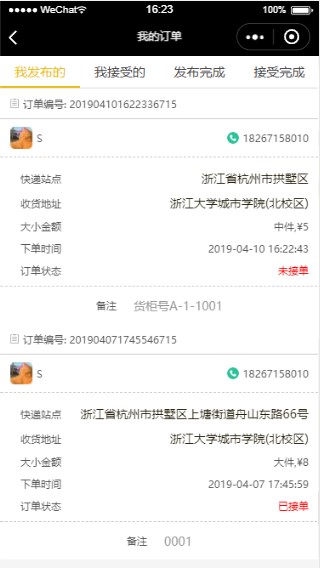 WeChat 16:23 100%
我的订单
我发布的 我接受的 发布完成 接受完成
订单编号: 201904101622336715
S 18267158010
快递站点 浙江省杭州市拱墅区
收货地址 浙江大学城市学院(北校区)
大小金额 中件,¥5
下单时间 2019-04-10 16:22:43
订单状态 未接单
备注 货柜号A-1-1001
订单编号: 201904071745546715
S 18267158010
快递站点 浙江省杭州市拱墅区上塘街道舟山东路66号
收货地址 浙江大学城市学院(北校区)
大小金额 大件,¥8
下单时间 2019-04-07 17:45:59
订单状态 已接单
备注 0001